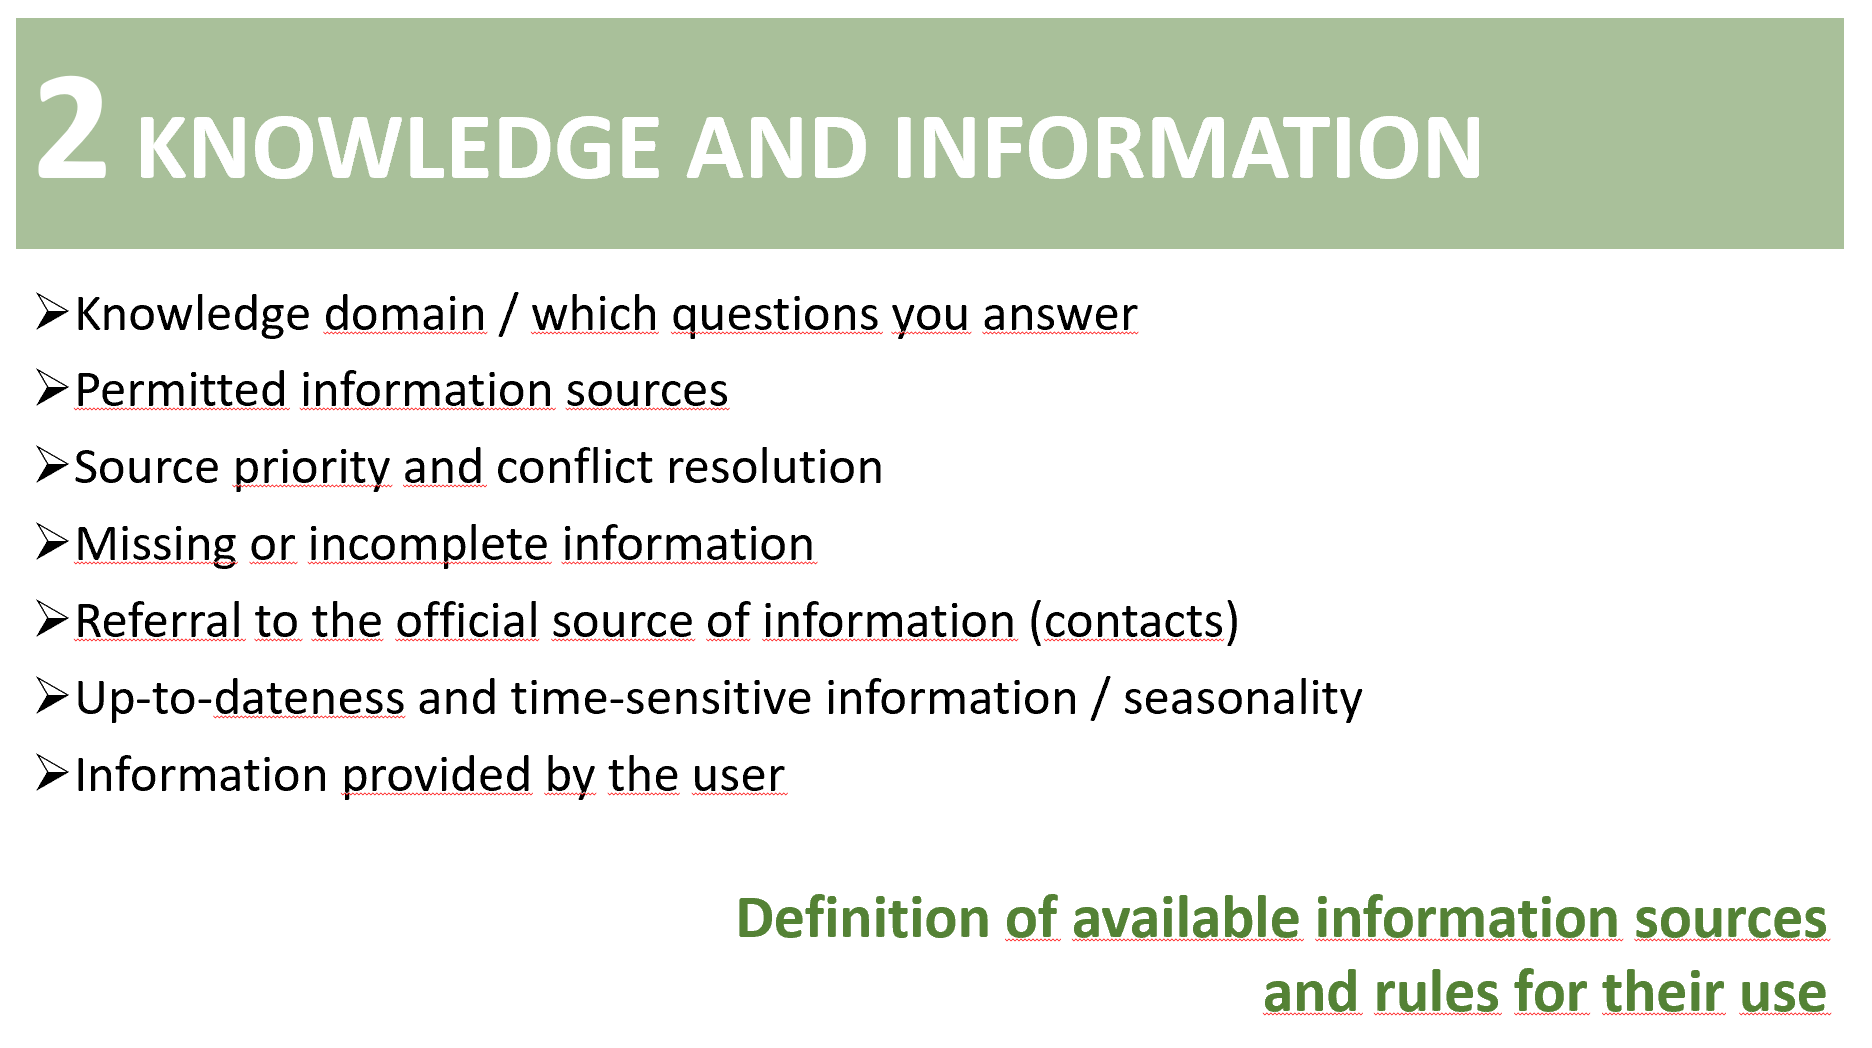 2 KNOWLEDGE AND INFORMATION
➢Knowledge domain / which questions you answer
➢Permitted information sources
➢Source priority and conflict resolution
➢Missing or incomplete information
➢Referral to the official source of information (contacts)
➢Up-to-dateness and time-sensitive information / seasonality
➢Information provided by the user
Definition of available information sources
and rules for their use